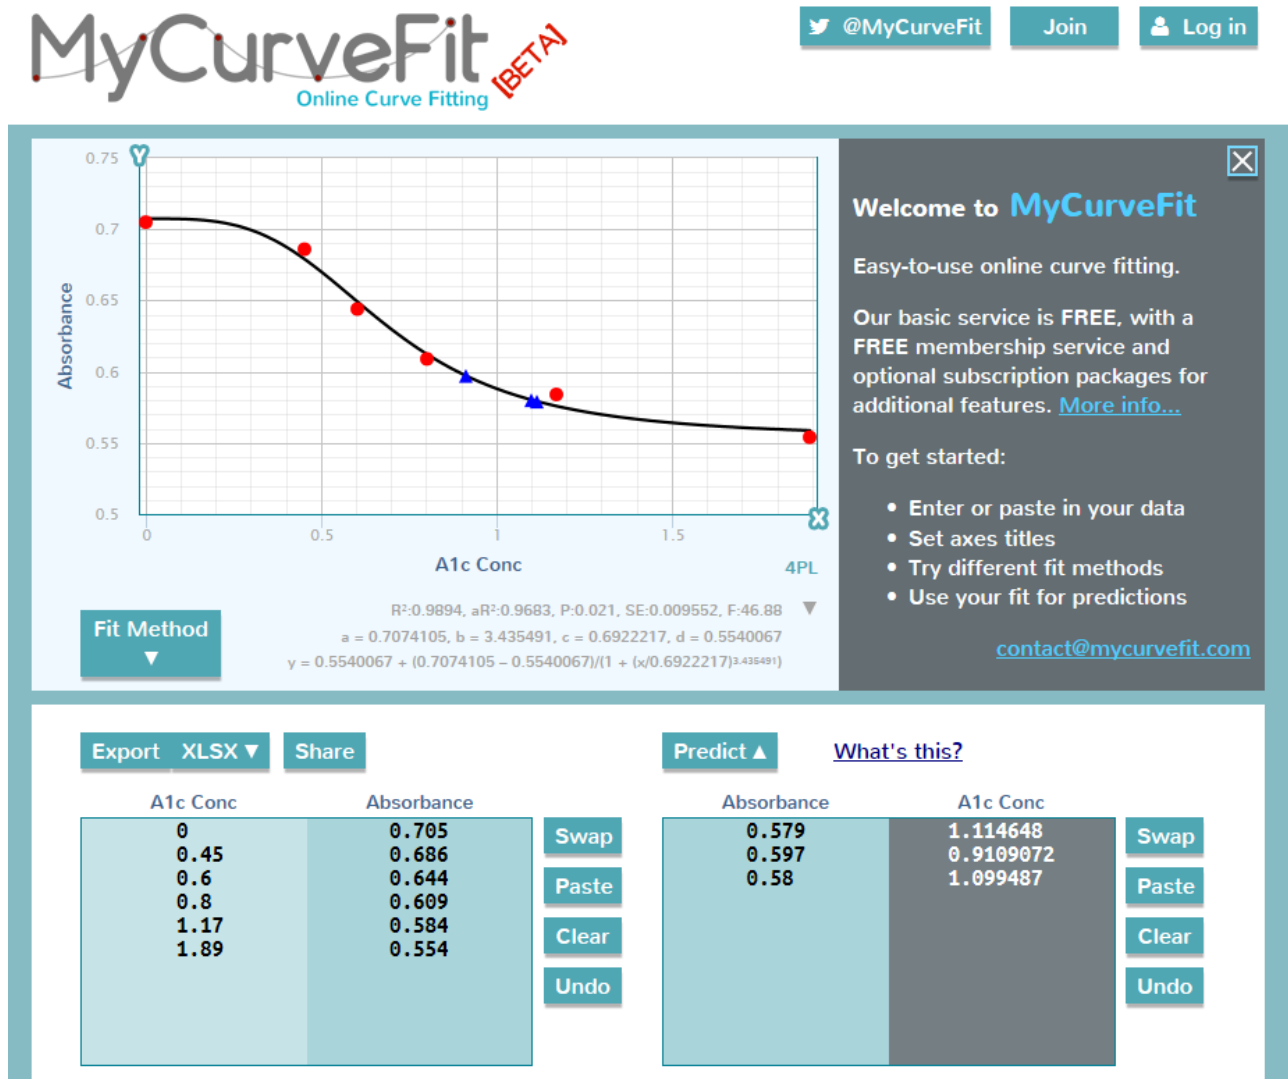 MyCurveFit [BETA]
Online Curve Fitting
@MyCurveFit Join Log in
0.75
0.7
0.65
0.6
0.55
0.5
Absorbance
Y
X
0 0.5 1 1.5
A1c Conc
4PL
R²:0.9894, aR²:0.9683, P:0.021, SE:0.009552, F:46.88 ▼
a = 0.7074105, b = 3.435491, c = 0.6922217, d = 0.5540067
y = 0.5540067 + (0.7074105 – 0.5540067)/(1 + (x/0.6922217)³·⁴³⁵⁴⁹¹)
Fit Method
▼
Welcome to MyCurveFit
Easy-to-use online curve fitting.
Our basic service is FREE, with a
FREE membership service and
optional subscription packages for
additional features. More info...
To get started:
• Enter or paste in your data
• Set axes titles
• Try different fit methods
• Use your fit for predictions
contact@mycurvefit.com
Export XLSX ▼ Share
A1c Conc Absorbance
0 0.705
0.45 0.686
0.6 0.644
0.8 0.609
1.17 0.584
1.89 0.554
Swap
Paste
Clear
Undo
Predict ▲ What's this?
Absorbance A1c Conc
0.579 1.114648
0.597 0.9109072
0.58 1.099487
Swap
Paste
Clear
Undo